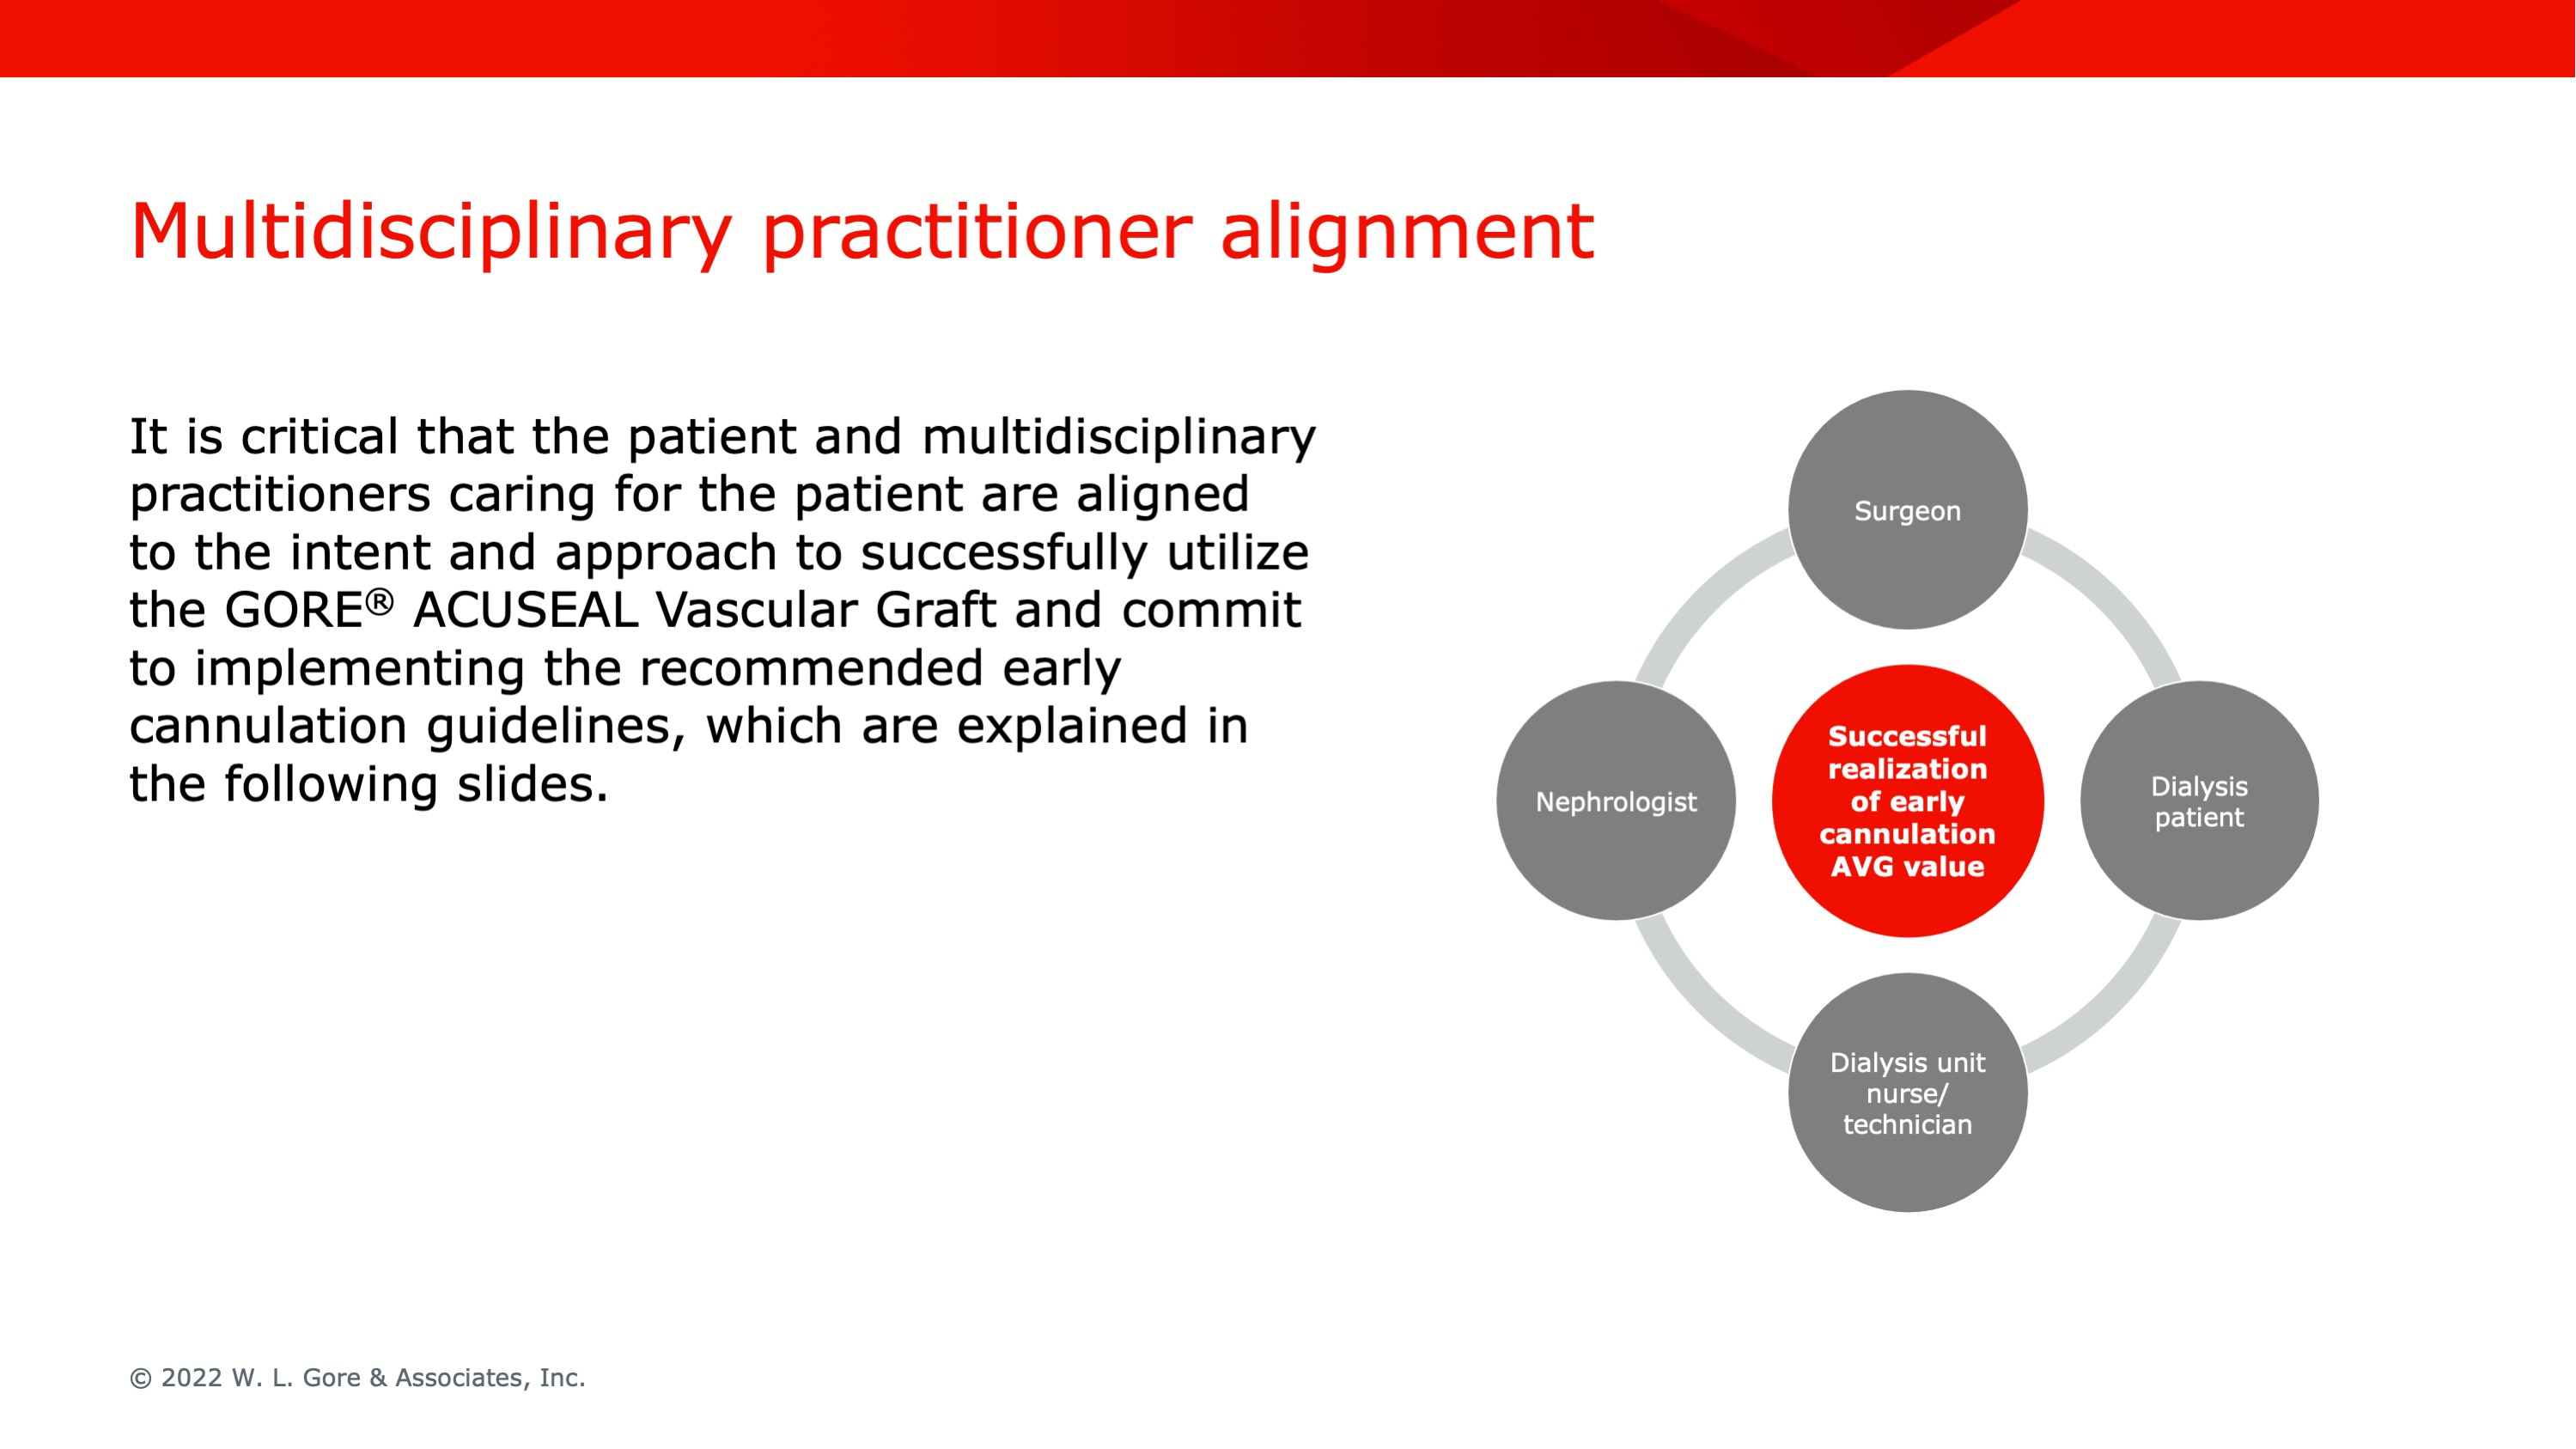 Multidisciplinary practitioner alignment
It is critical that the patient and multidisciplinary
practitioners caring for the patient are aligned
to the intent and approach to successfully utilize
the GORE® ACUSEAL Vascular Graft and commit
to implementing the recommended early
cannulation guidelines, which are explained in
the following slides.
Surgeon
Nephrologist
Successful
realization
of early
cannulation
AVG value
Dialysis
patient
Dialysis unit
nurse/
technician
© 2022 W. L. Gore & Associates, Inc.